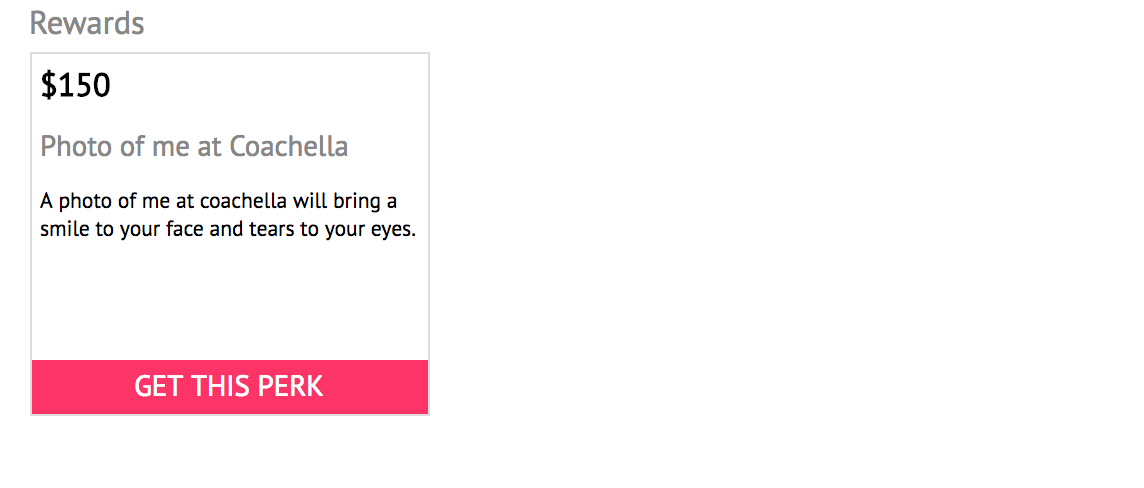 Rewards
$150
Photo of me at Coachella
A photo of me at coachella will bring a
smile to your face and tears to your eyes.
GET THIS PERK